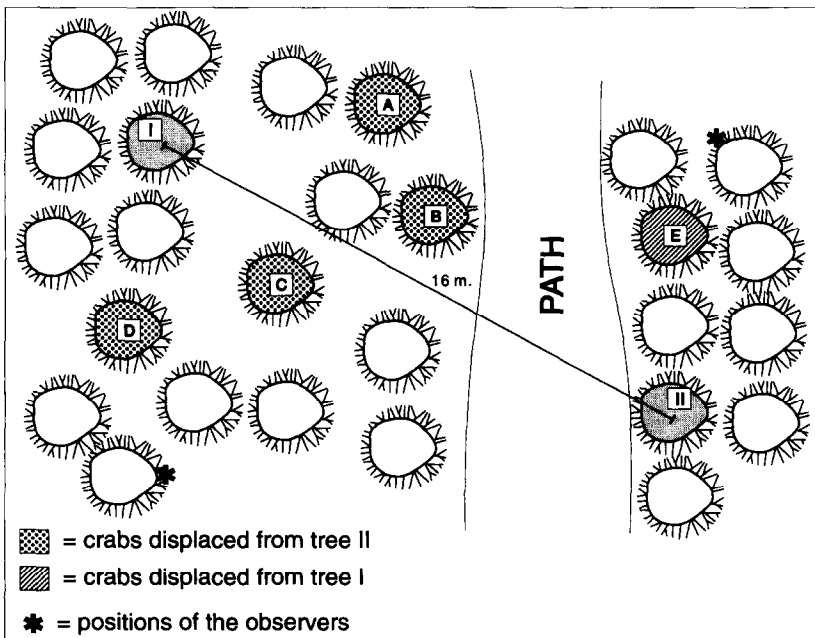 A
I
E
B
16 m.
C
PATH
D
II
= crabs displaced from tree II
= crabs displaced from tree I
= positions of the observers